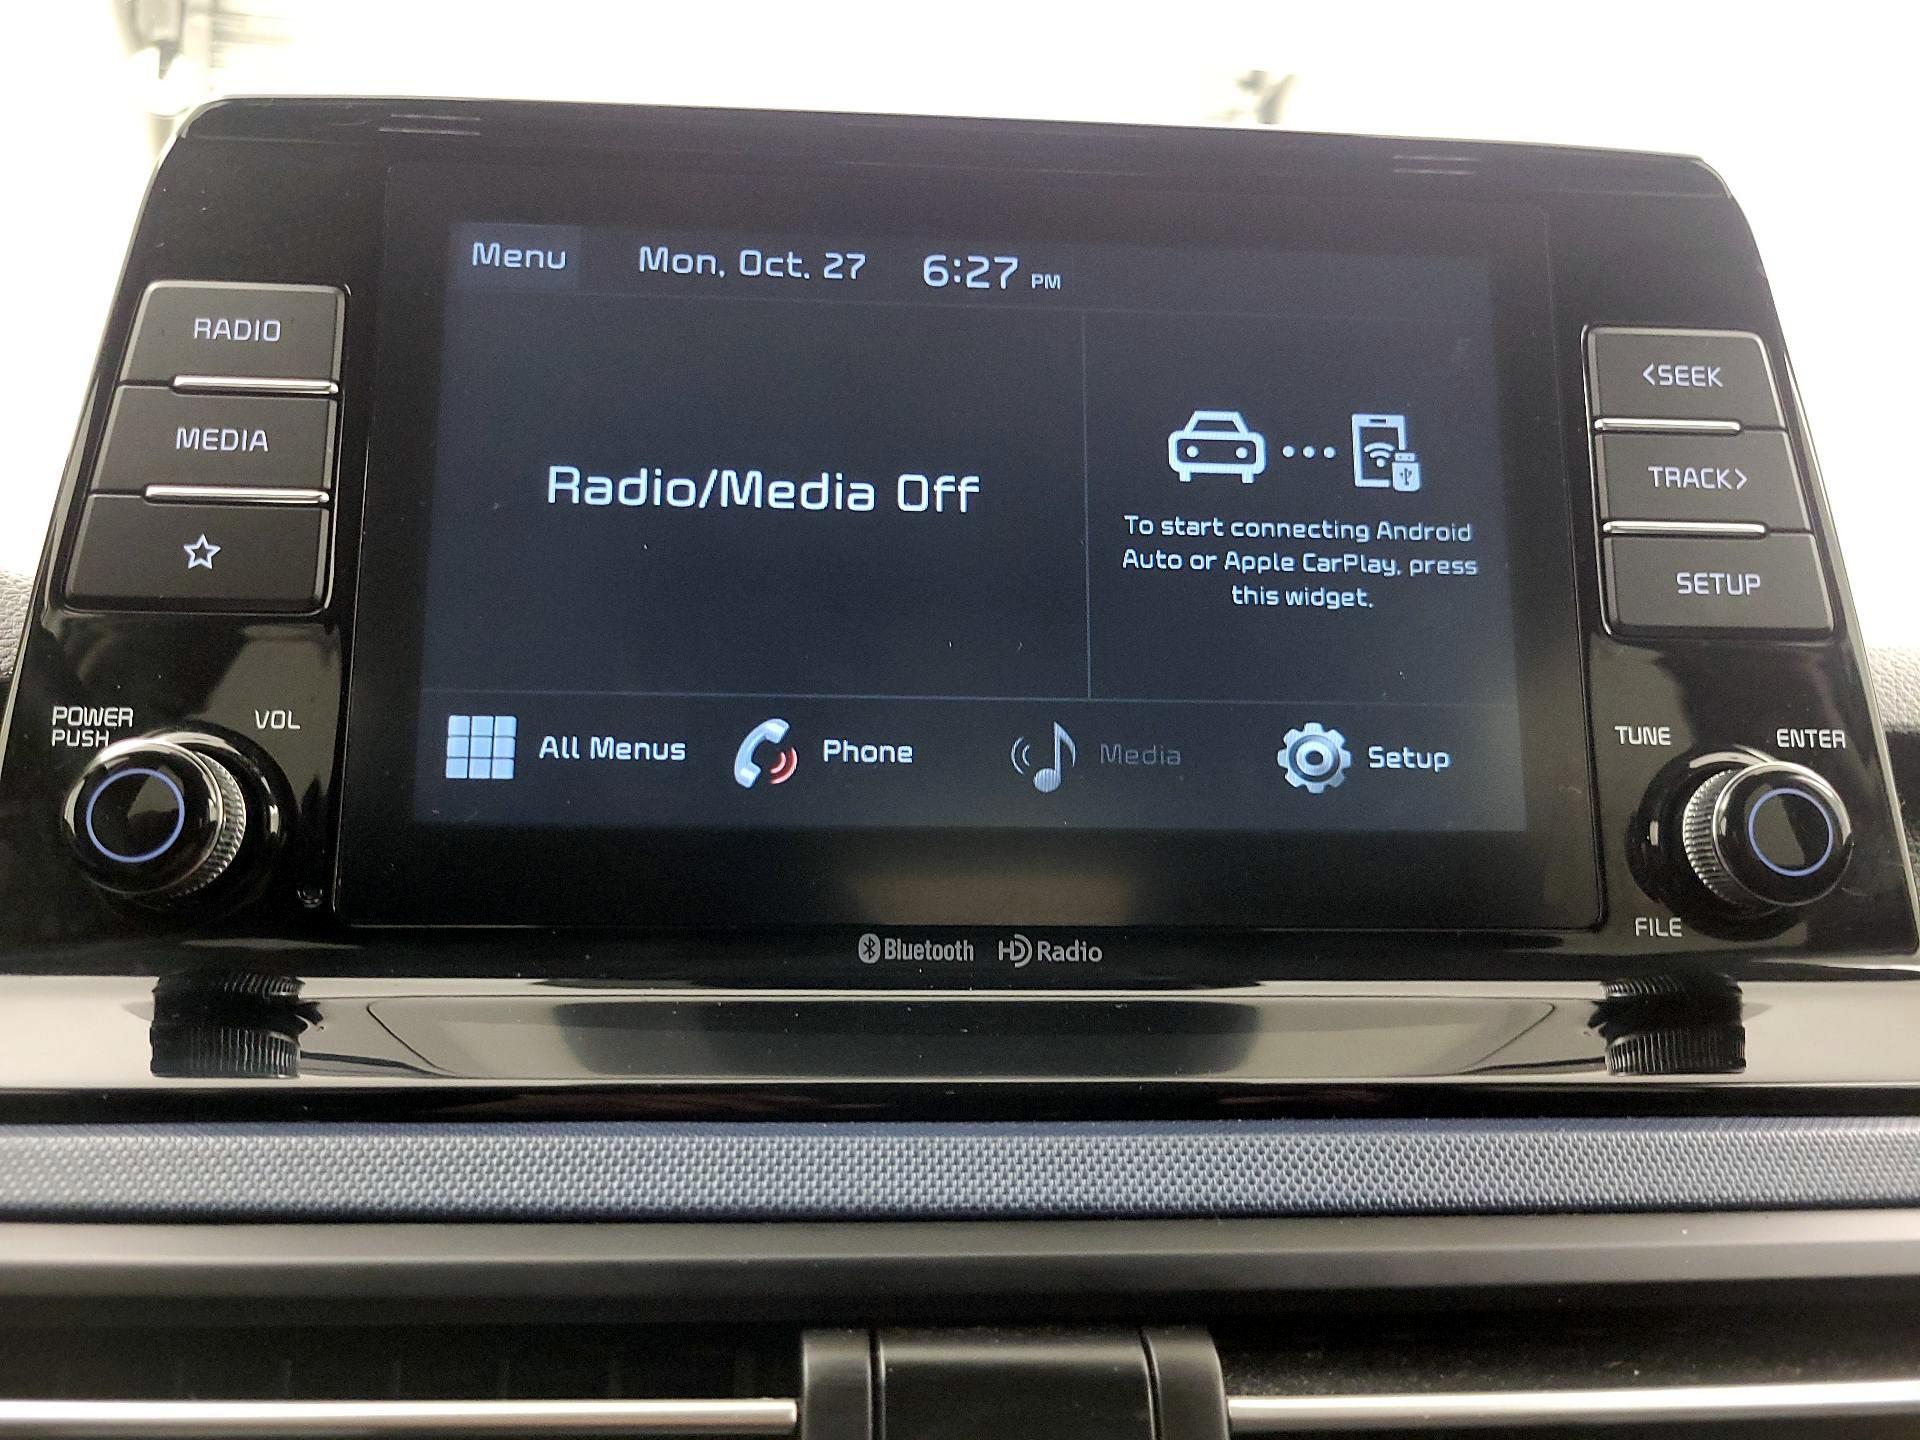 Menu
Mon, Oct. 27
6:27 PM
RADIO
MEDIA
Radio/Media Off
To start connecting Android
Auto or Apple CarPlay, press
this widget.
<SEEK
TRACK>
SETUP
POWER
PUSH
VOL
All Menus
Phone
Media
Setup
TUNE
ENTER
FILE
Bluetooth
HD Radio